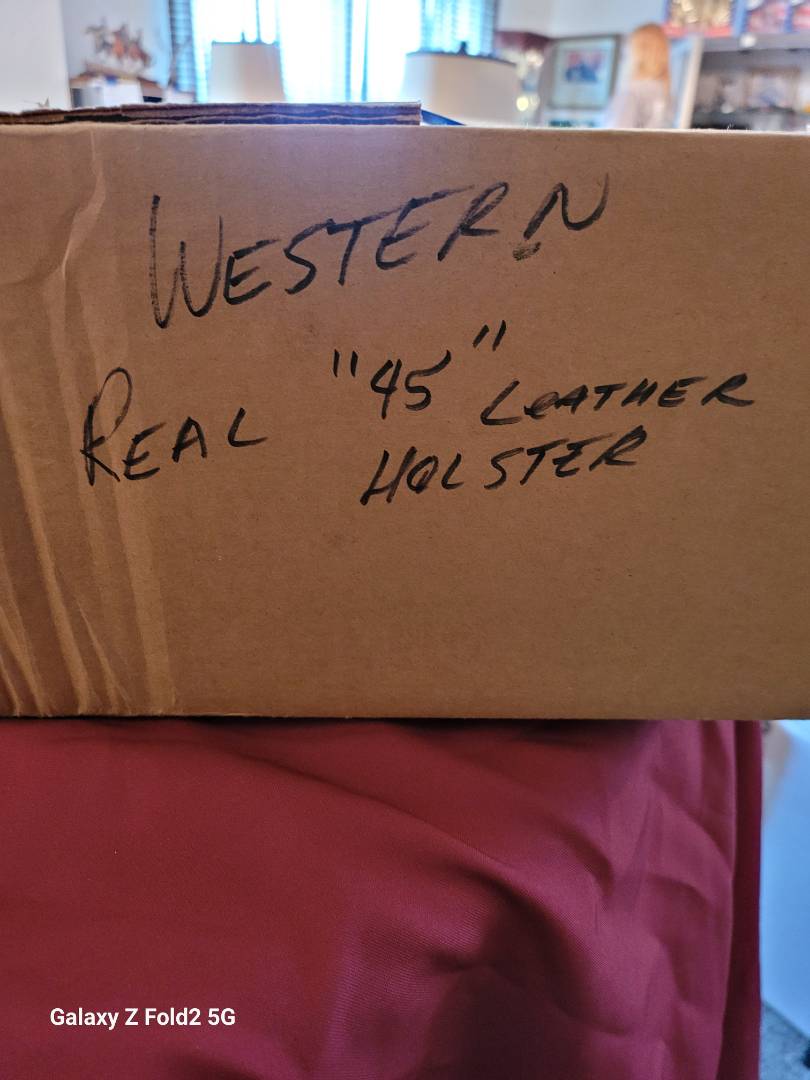 WESTERN
REAL "45" LEATHER
HOLSTER
Galaxy Z Fold2 5G